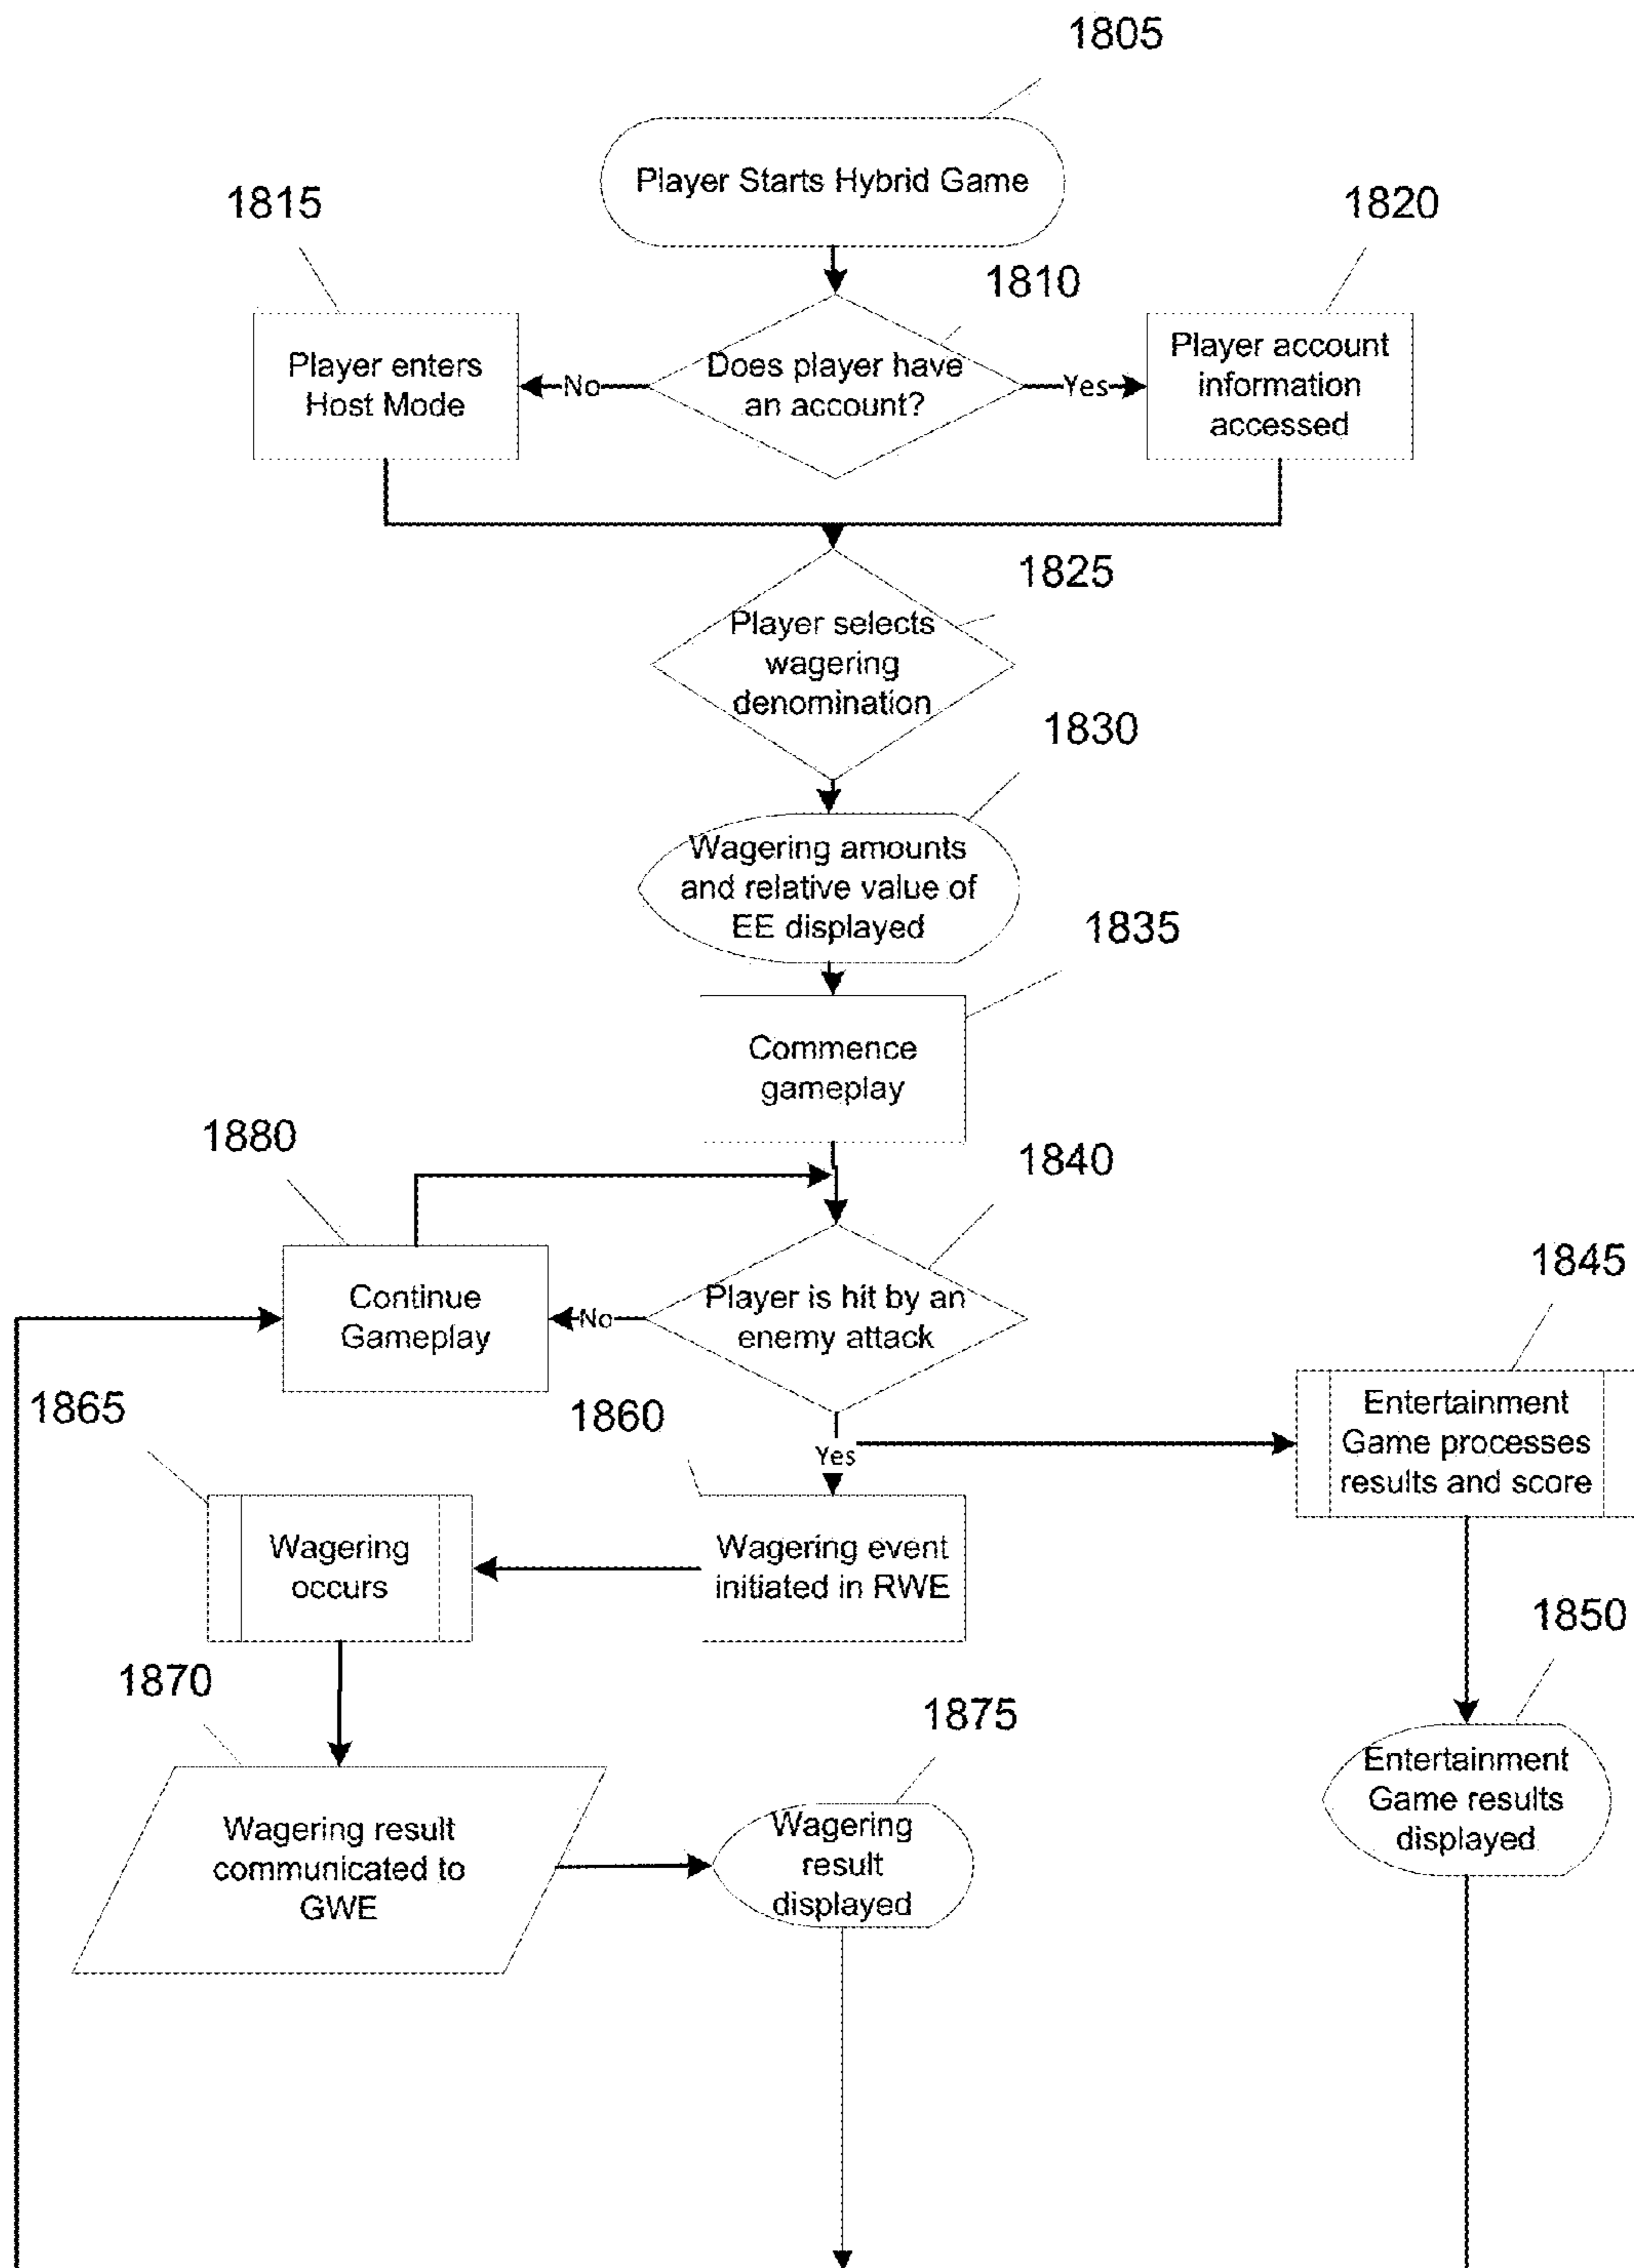 1805
Player Starts Hybrid Game
1815
1820
1810
Player enters
Host Mode
No
Does player have
an account?
Yes
Player account
information
accessed
1825
Player selects
wagering
denomination
1830
Wagering amounts
and relative value of
EE displayed
1835
Commence
gameplay
1880
1840
Continue
Gameplay
No
Player is hit by an
enemy attack
1845
1865
1860
Yes
Entertainment
Game processes
results and score
Wagering
occurs
Wagering event
initiated in RWE
1850
1870
1875
Wagering result
communicated to
GWE
Wagering
result
displayed
Entertainment
Game results
displayed